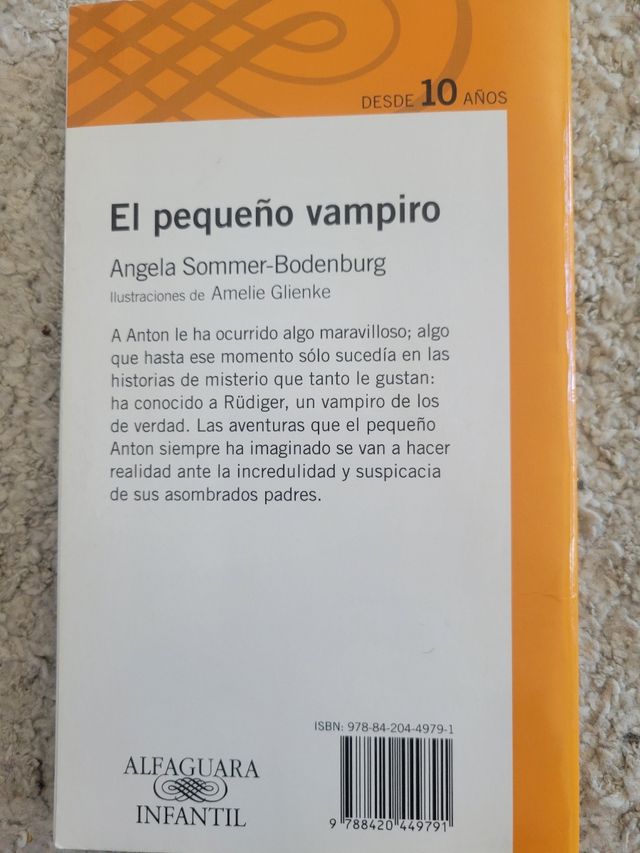 DESDE 10 AÑOS
El pequeño vampiro
Angela Sommer-Bodenburg
Ilustraciones de Amelie Glienke
A Anton le ha ocurrido algo maravilloso; algo
que hasta ese momento sólo sucedía en las
historias de misterio que tanto le gustan:
ha conocido a Rüdiger, un vampiro de los
de verdad. Las aventuras que el pequeño
Anton siempre ha imaginado se van a hacer
realidad ante la incredulidad y suspicacia
de sus asombrados padres.
ISBN: 978-84-204-4979-1
ALFAGUARA
INFANTIL
9 788420 449791